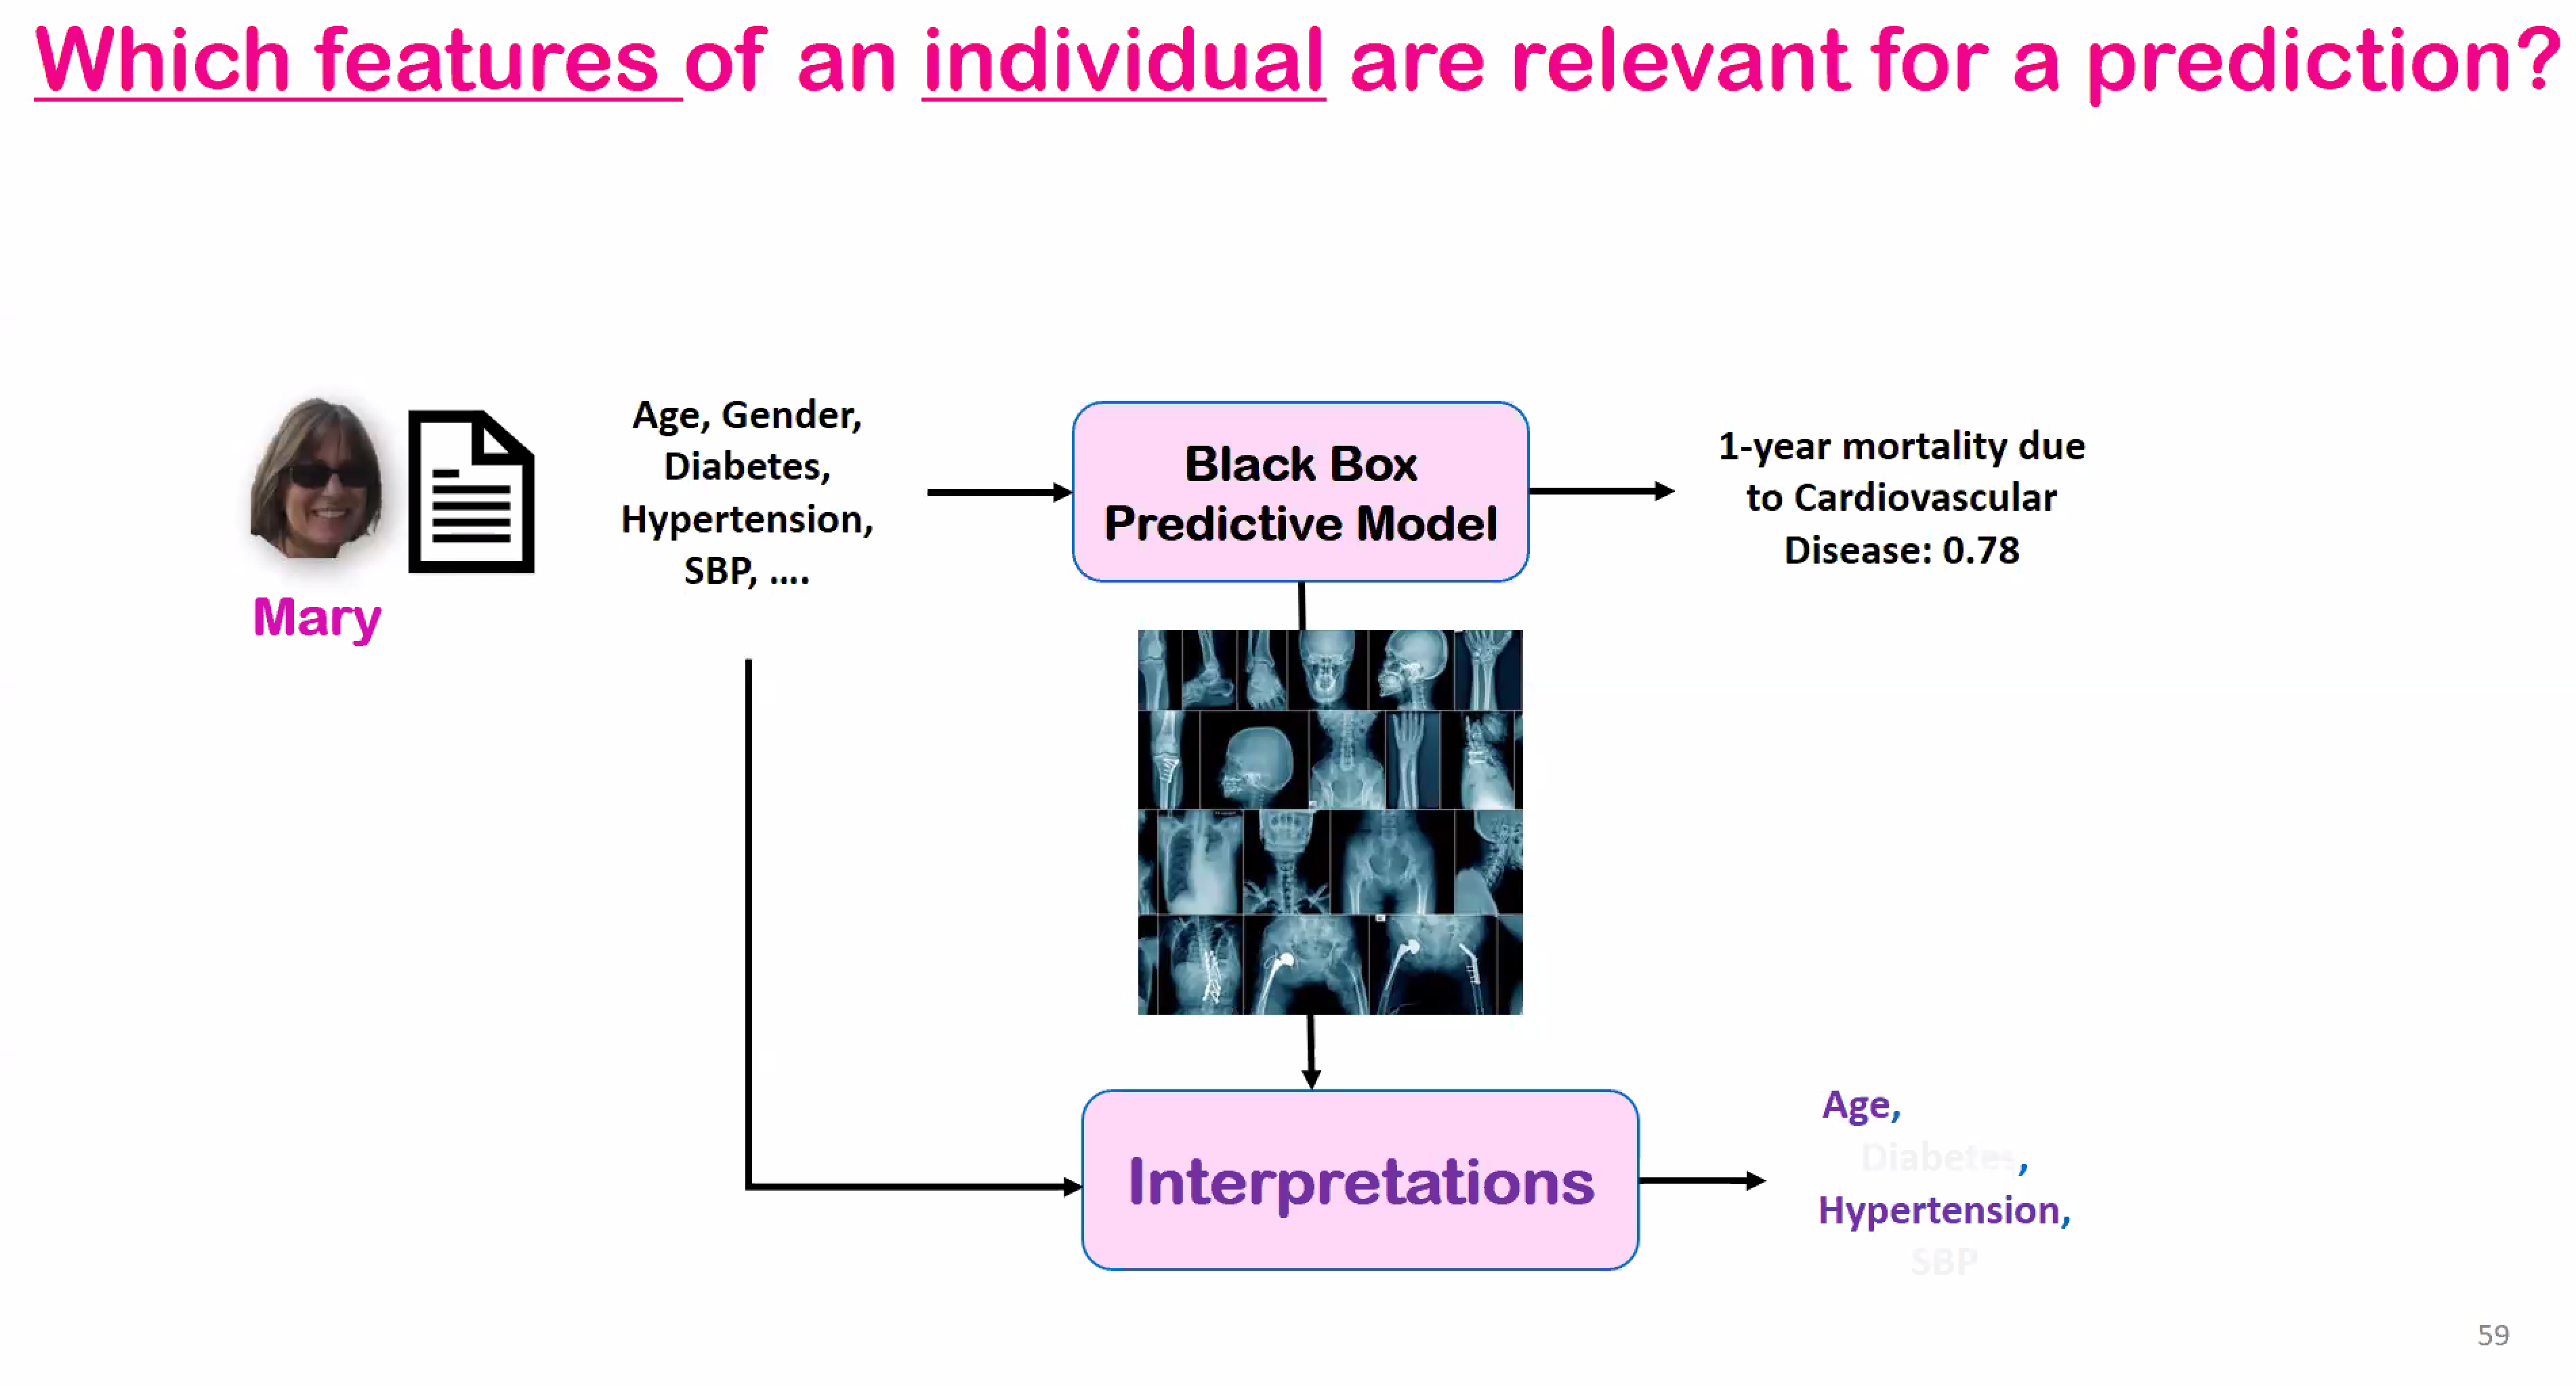 Which features of an individual are relevant for a prediction?
Age, Gender,
Diabetes,
Hypertension,
SBP, ....
Black Box
Predictive Model
1-year mortality due
to Cardiovascular
Disease: 0.78
Mary
Interpretations
Age,
Diabetes,
Hypertension,
SBP
59